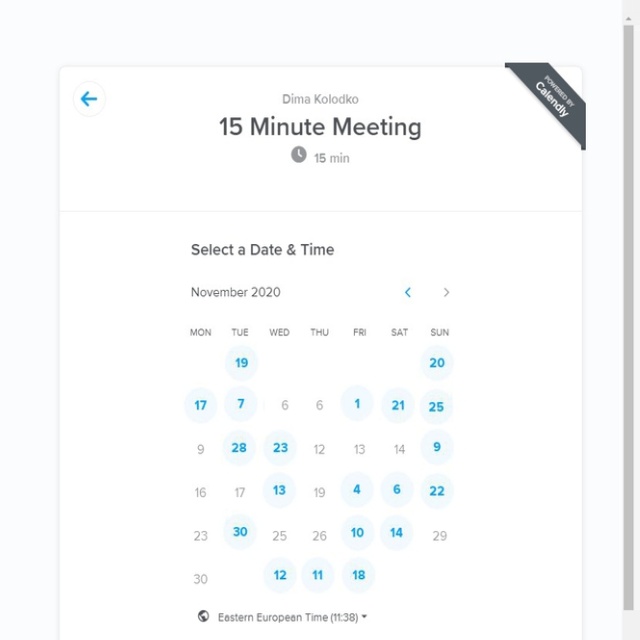 POWERED BY
Calendly
Dima Kolodko
15 Minute Meeting
15 min
Select a Date & Time
November 2020
MON TUE WED THU FRI SAT SUN
19 20
17 7 6 6 1 21 25
9 28 23 12 13 14 9
16 17 13 19 4 6 22
23 30 25 26 10 14 29
30 12 11 18
Eastern European Time (11:38)